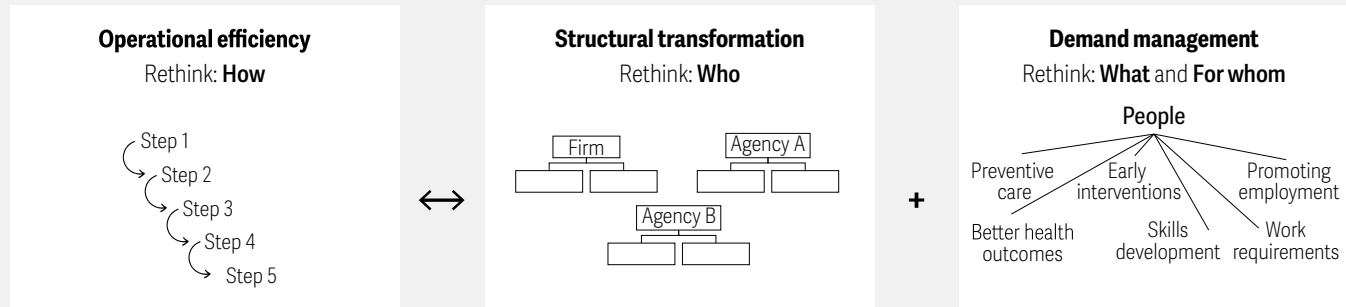 Operational efficiency
Rethink: How
Step 1
Step 2
Step 3
Step 4
Step 5
Structural transformation
Rethink: Who
Firm
Agency A
Agency B
+
Demand management
Rethink: What and For whom
People
Preventive
care
Early
interventions
Promoting
employment
Better health
outcomes
Skills
development
Work
requirements